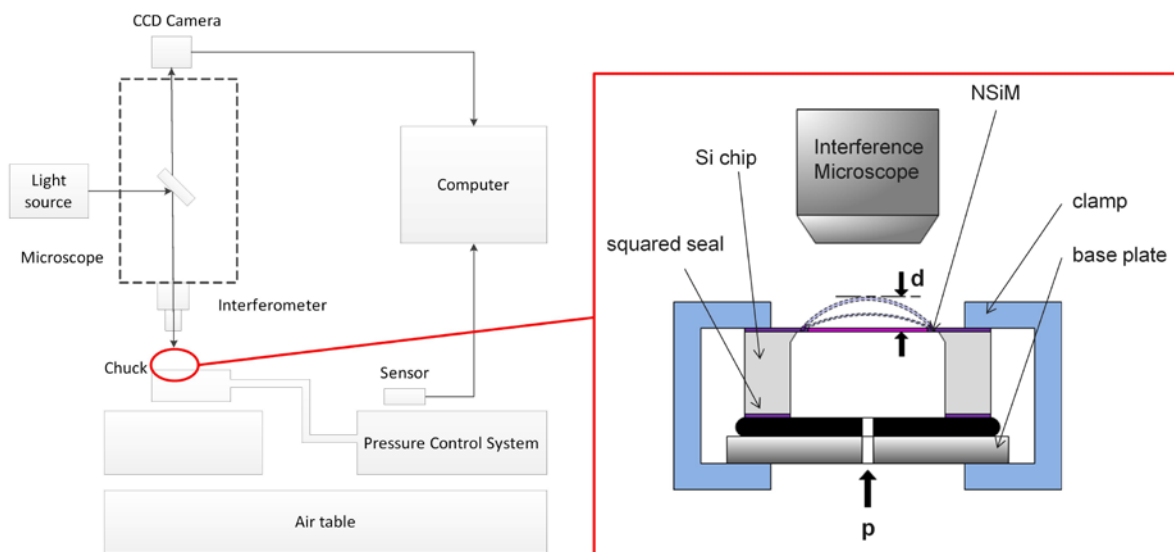 CCD Camera
Light
source
Microscope
Computer
Interferometer
Chuck
Sensor
Pressure Control System
Air table
NSiM
Si chip
Interference
Microscope
clamp
squared seal
base plate
d
p